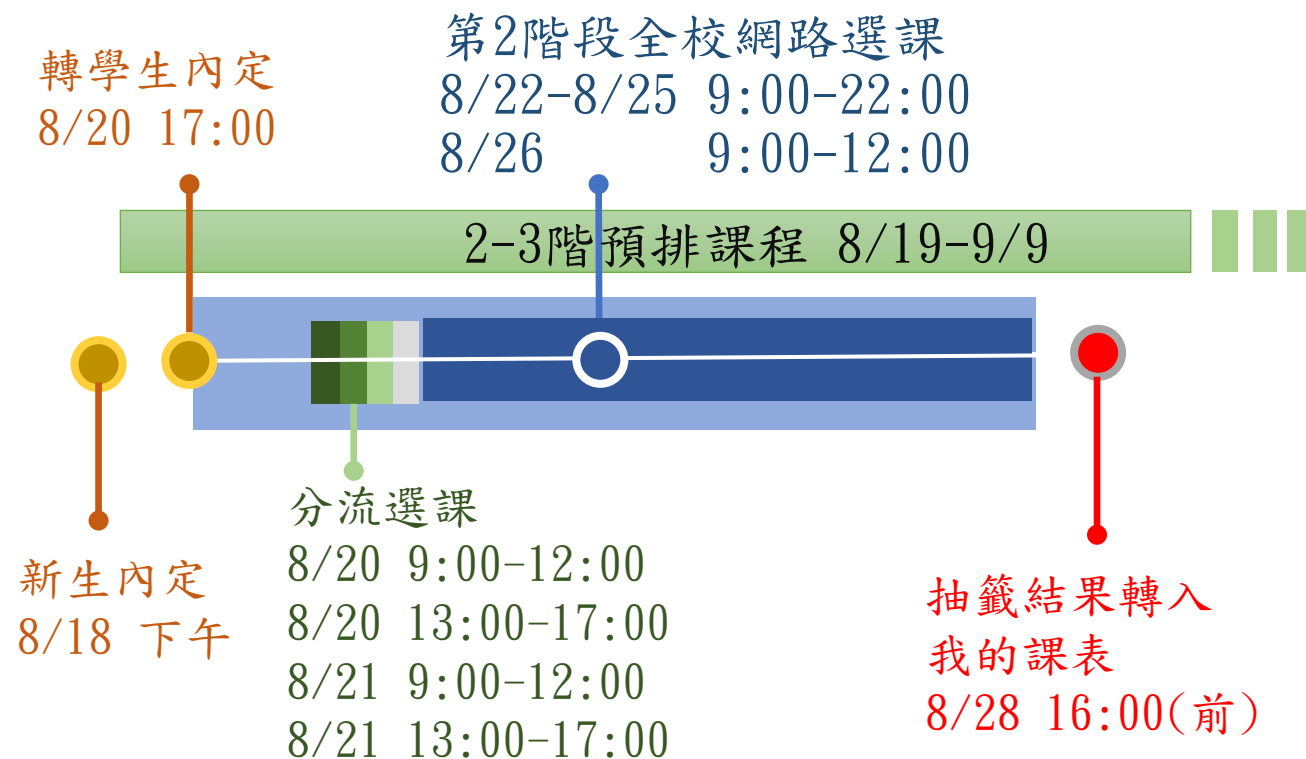 轉學生內定
8/20 17:00
第2階段全校網路選課
8/22-8/25 9:00-22:00
8/26 9:00-12:00
2-3階預排課程 8/19-9/9
新生內定
8/18 下午
分流選課
8/20 9:00-12:00
8/20 13:00-17:00
8/21 9:00-12:00
8/21 13:00-17:00
抽籤結果轉入
我的課表
8/28 16:00(前)